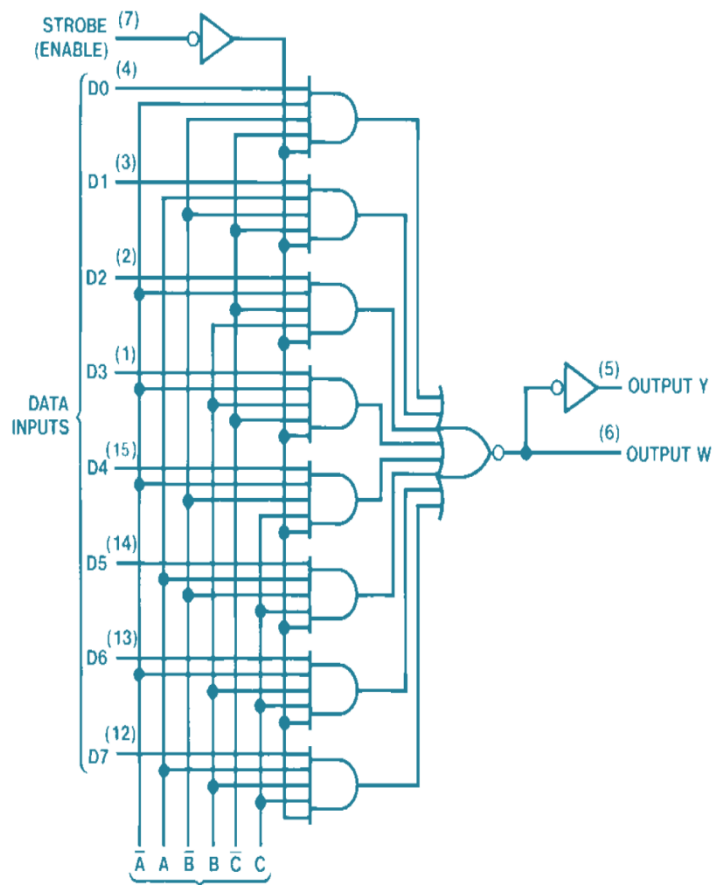 STROBE (7)
(ENABLE)
(4)
D0
(3)
D1
(2)
D2
(1)
D3
DATA
INPUTS
(15)
D4
(14)
D5
(13)
D6
(12)
D7
(5)
OUTPUT Y
(6)
OUTPUT W
A̅ A B̅ B C̅ C